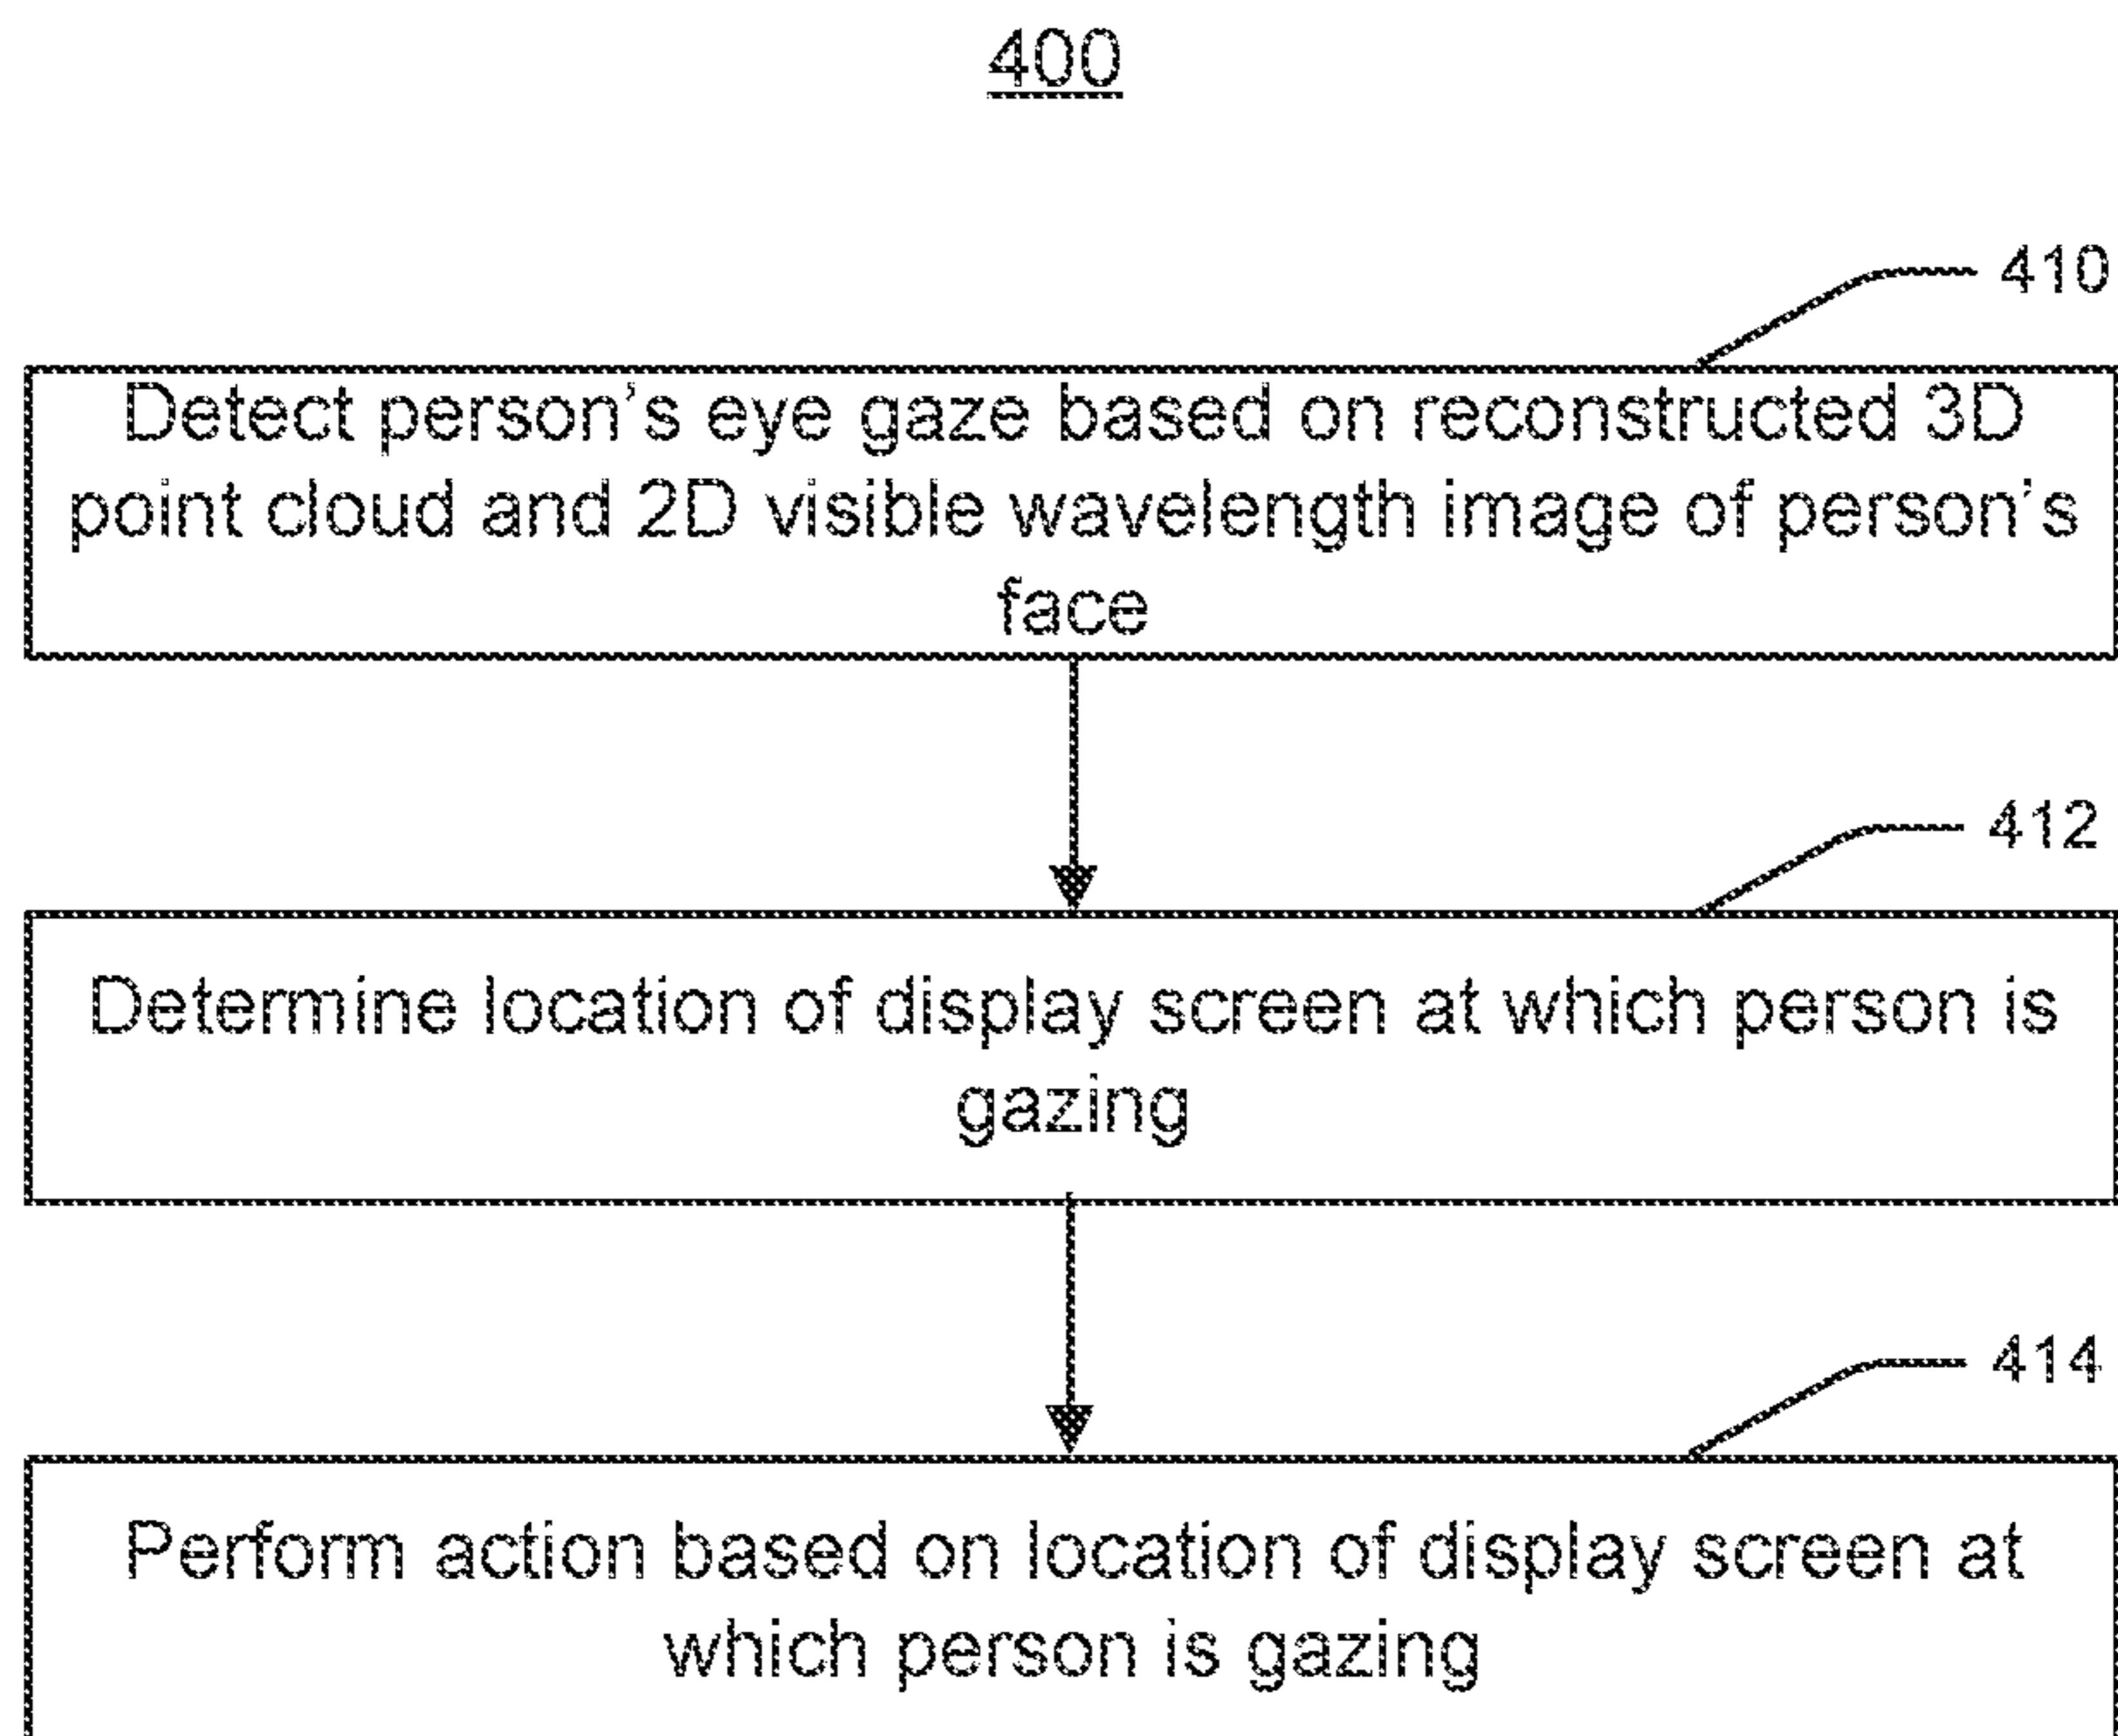 400
410
Detect person's eye gaze based on reconstructed 3D
point cloud and 2D visible wavelength image of person's
face
412
Determine location of display screen at which person is
gazing
414
Perform action based on location of display screen at
which person is gazing